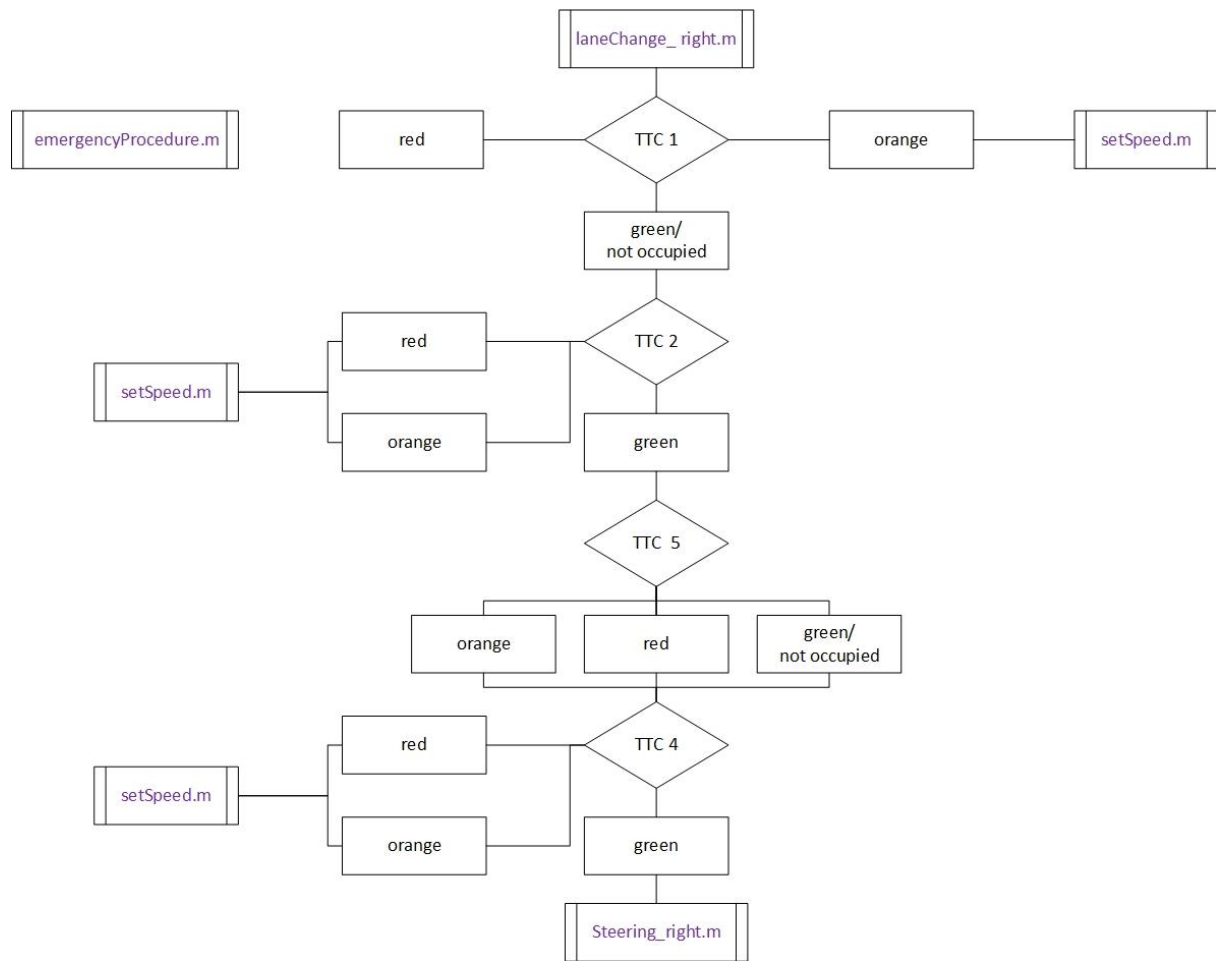 laneChange_ right.m
emergencyProcedure.m
red
TTC 1
orange
setSpeed.m
green/
not occupied
red
TTC 2
setSpeed.m
orange
green
TTC  5
orange
red
green/
not occupied
red
TTC 4
setSpeed.m
orange
green
Steering_right.m